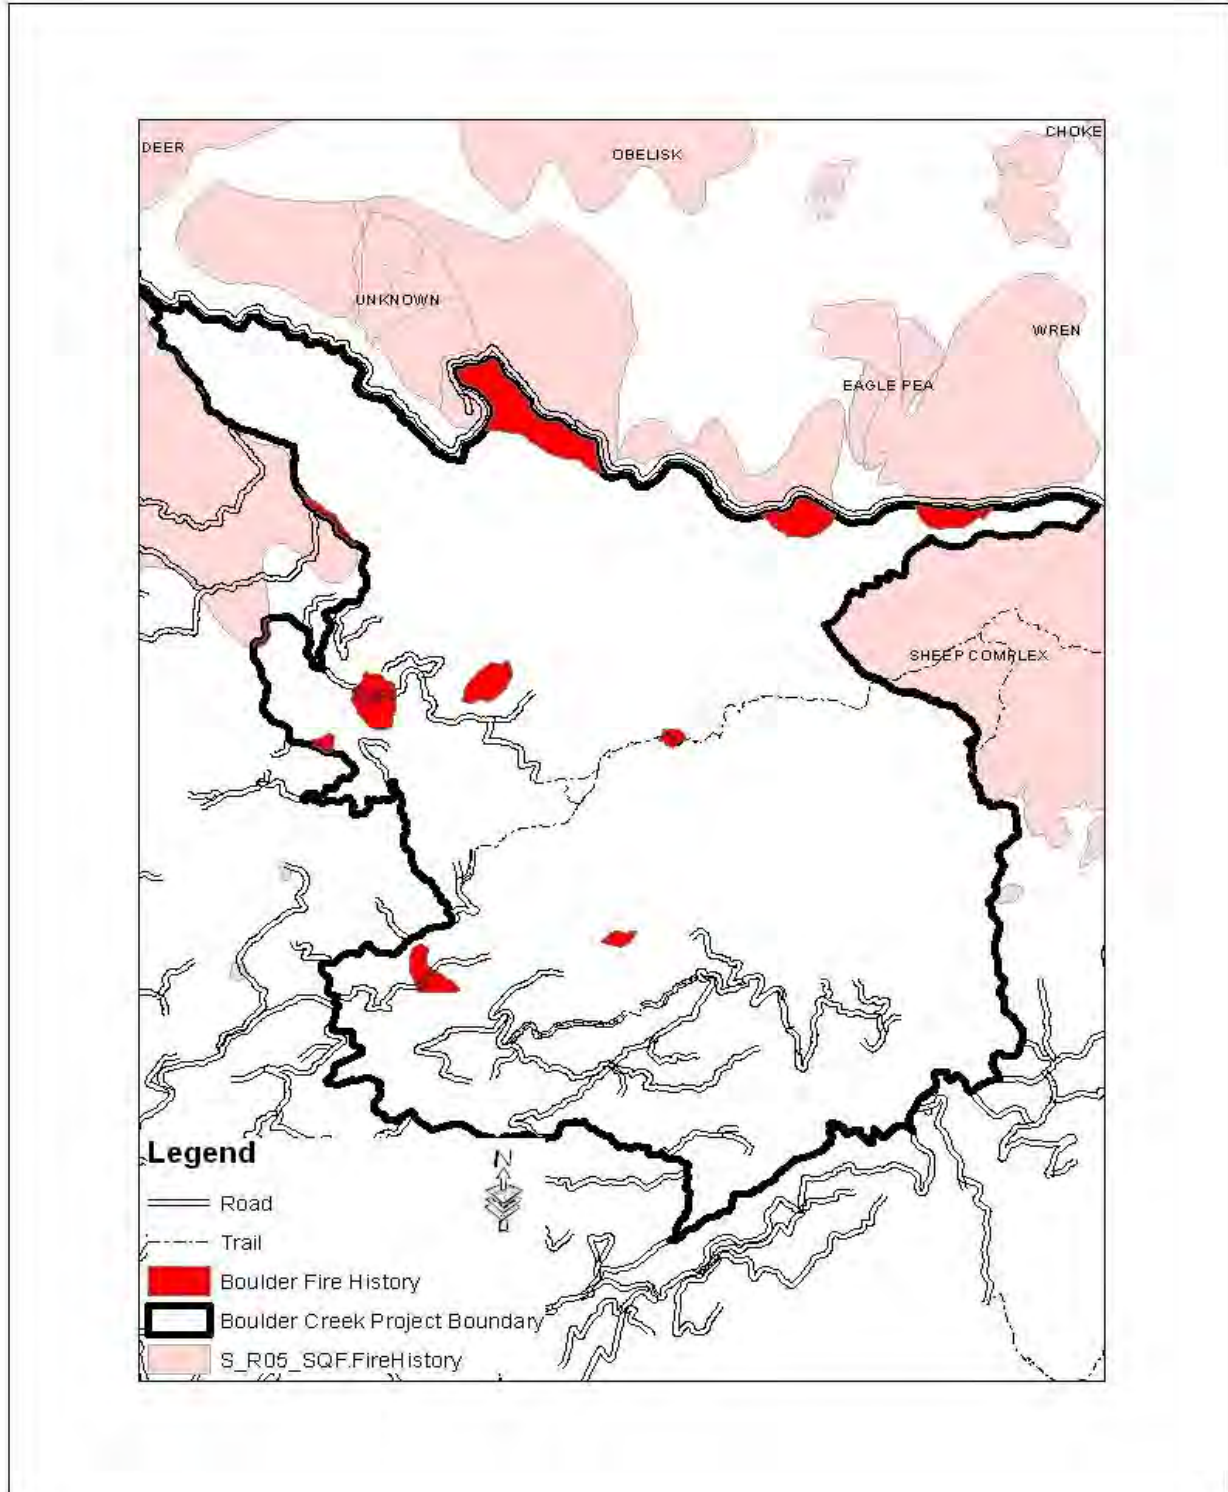 CHOKE
DEER
OBELISK
UNKNOWN
WREN
EAGLE PEA
SHEEP COMPLEX
Legend
N
Road
Trail
Boulder Fire History
Boulder Creek Project Boundary
S_R05_SQF.FireHistory